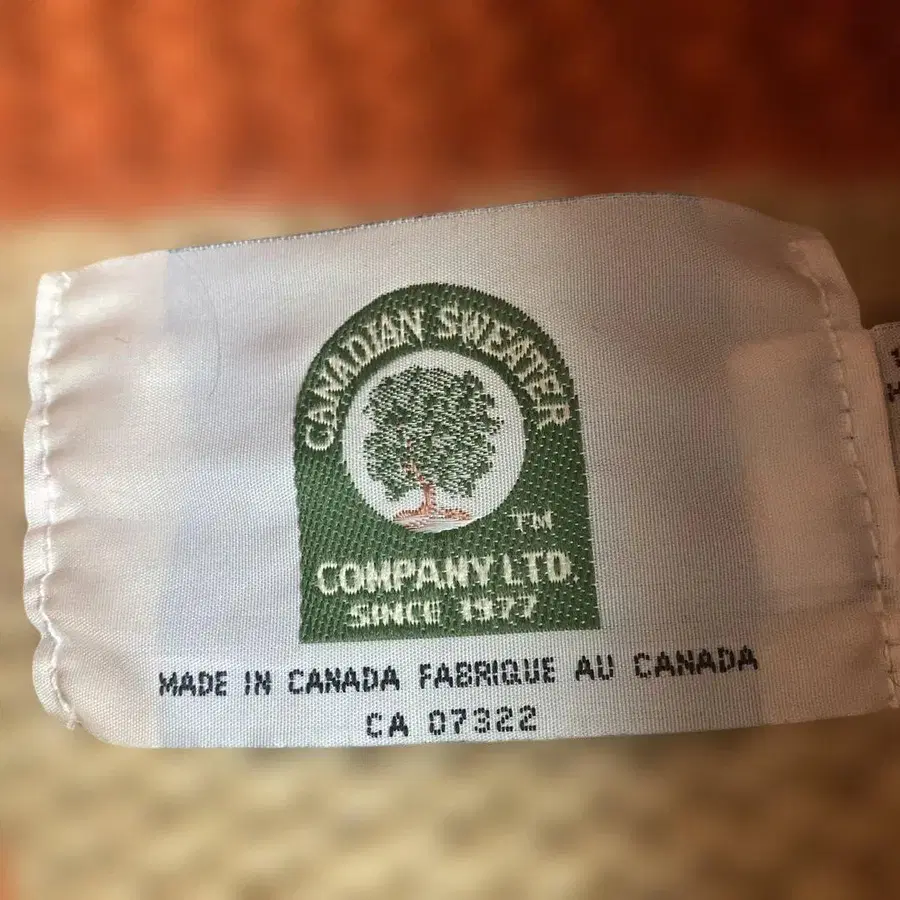 CANADIAN SWEATER
TM
COMPANY LTD.
SINCE 1977
MADE IN CANADA FABRIQUE AU CANADA
CA 07322